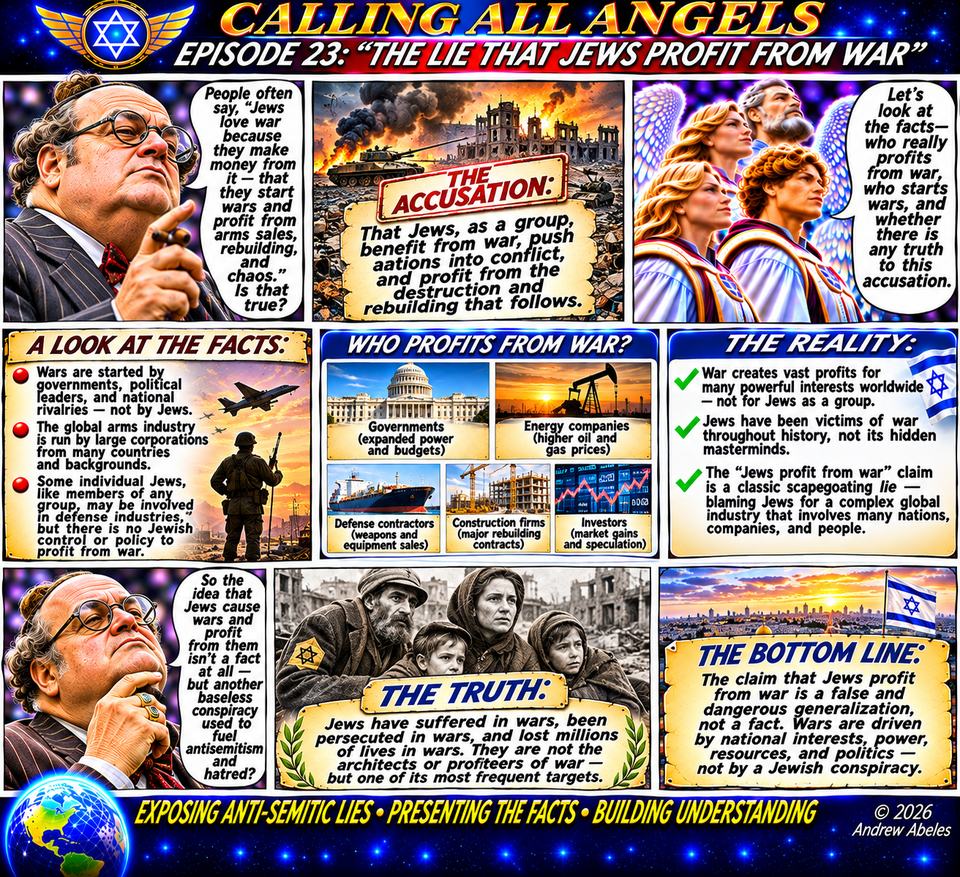 CALLING ALL ANGELS
EPISODE 23: “THE LIE THAT JEWS PROFIT FROM WAR”
People often
say, “Jews
love war
because
they make
money from
it – that
they start
wars and
profit from
arms sales,
rebuilding,
and
chaos.”
Is that
true?
THE
ACCUSATION:
That Jews, as a group,
benefit from war, push
aations into conflict,
and profit from the
destruction and
rebuilding that follows.
Let’s
look at
the facts—
who really
profits
from war,
who starts
wars, and
whether
there is
any truth
to this
accusation.
A LOOK AT THE FACTS:
Wars are started by
governments, political
leaders, and national
rivalries — not by Jews.
The global arms industry
is run by large corporations
from many countries
and backgrounds.
Some individual Jews,
like members of any
group, may be involved
in defense industries,”
but there is no Jewish
control or policy to
profit from war.
WHO PROFITS FROM WAR?
Governments
(expanded power
and budgets)
Energy companies
(higher oil and
gas prices)
Defense contractors
(weapons and
equipment sales)
Construction firms
(major rebuilding
contracts)
Investors
(market gains
and speculation)
THE REALITY:
War creates vast profits for
many powerful interests worldwide
— not for Jews as a group.
Jews have been victims of war
throughout history, not its hidden
masterminds.
The “Jews profit from war” claim
is a classic scapegoating lie —
blaming Jews for a complex global
industry that involves many nations,
companies, and people.
So the
idea that
Jews cause
wars and
profit
from them
isn’t a fact
at all —
but another
baseless
conspiracy
used to
fuel
antisemitism
and
hatred?
THE TRUTH:
Jews have suffered in wars, been
persecuted in wars, and lost millions
of lives in wars. They are not the
architects or profiteers of war —
but one of its most frequent targets.
THE BOTTOM LINE:
The claim that Jews profit
from war is a false and
dangerous generalization,
not a fact. Wars are driven
by national interests, power,
resources, and politics —
not by a Jewish conspiracy.
EXPOSING ANTI-SEMITIC LIES • PRESENTING THE FACTS • BUILDING UNDERSTANDING
© 2026
Andrew Abeles